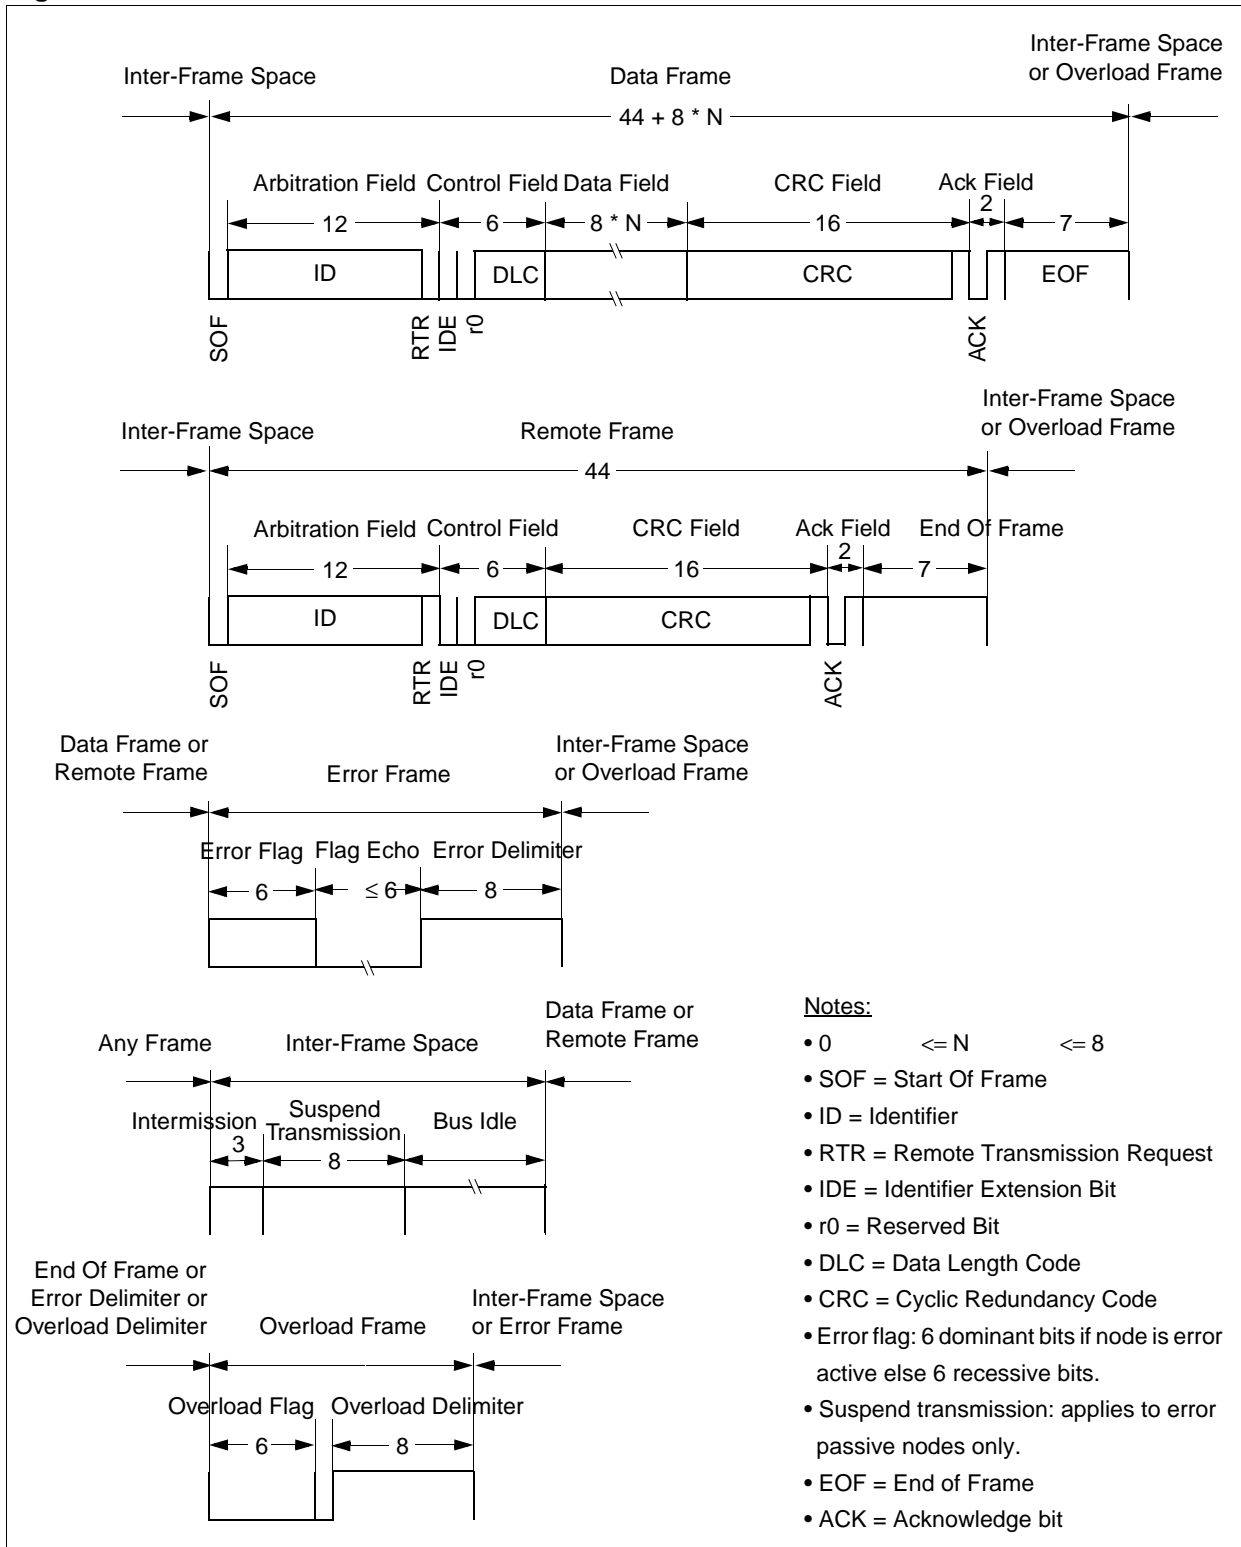 Inter-Frame Space
Data Frame
Inter-Frame Space
or Overload Frame
44 + 8 * N
Arbitration Field
Control Field
Data Field
CRC Field
Ack Field
12
6
8 * N
16
2
7
ID
DLC
CRC
EOF
SOF
RTR
IDE
r0
ACK
Inter-Frame Space
Remote Frame
Inter-Frame Space
or Overload Frame
44
Arbitration Field
Control Field
CRC Field
Ack Field
End Of Frame
12
6
16
2
7
ID
DLC
CRC
SOF
RTR
IDE
r0
ACK
Data Frame or
Remote Frame
Error Frame
Inter-Frame Space
or Overload Frame
Error Flag
Flag Echo
Error Delimiter
6
≤ 6
8
Any Frame
Inter-Frame Space
Data Frame or
Remote Frame
Intermission
Suspend
Transmission
Bus Idle
3
8
End Of Frame or
Error Delimiter or
Overload Delimiter
Overload Frame
Inter-Frame Space
or Error Frame
Overload Flag
Overload Delimiter
6
8
Notes:
• 0 <= N <= 8
• SOF = Start Of Frame
• ID = Identifier
• RTR = Remote Transmission Request
• IDE = Identifier Extension Bit
• r0 = Reserved Bit
• DLC = Data Length Code
• CRC = Cyclic Redundancy Code
• Error flag: 6 dominant bits if node is error
active else 6 recessive bits.
• Suspend transmission: applies to error
passive nodes only.
• EOF = End of Frame
• ACK = Acknowledge bit